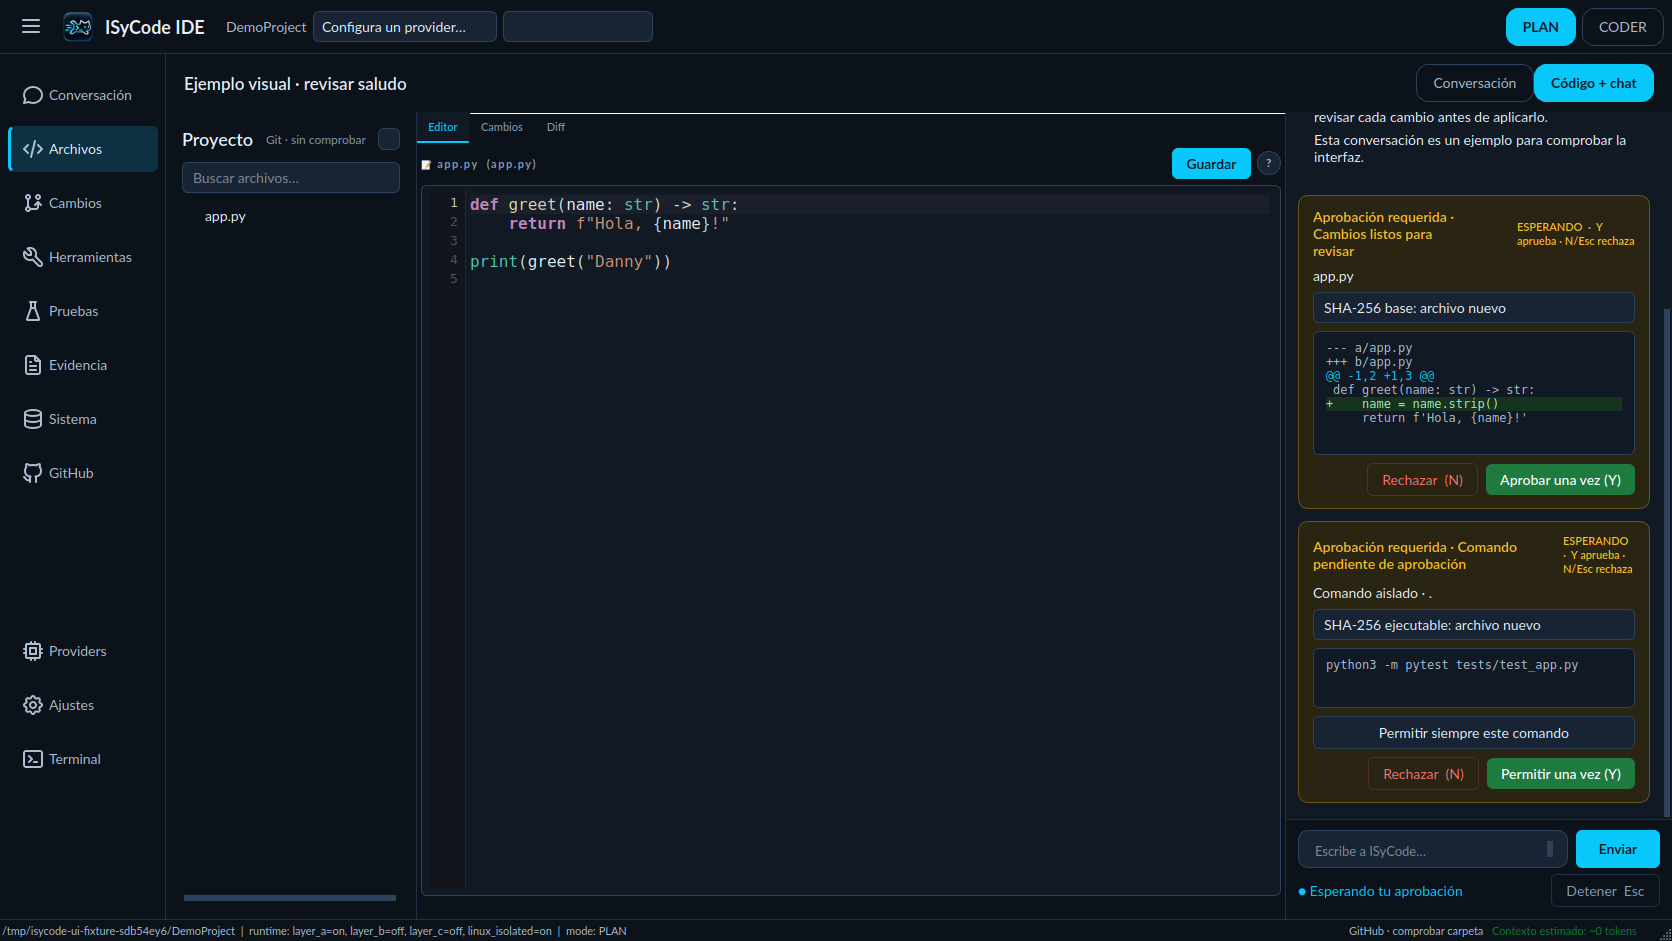 ISyCode IDE DemoProject Configura un provider... PLAN CODER
Conversación
Archivos
Cambios
Herramientas
Pruebas
Evidencia
Sistema
GitHub
Providers
Ajustes
Terminal
Ejemplo visual · revisar saludo Conversación Código + chat
Proyecto Git · sin comprobar
Buscar archivos...
app.py
Editor Cambios Diff
app.py (app.py) Guardar ?
1 def greet(name: str) -> str:
2     return f"Hola, {name}!"
3
4 print(greet("Danny"))
5
revisar cada cambio antes de aplicarlo.
Esta conversación es un ejemplo para comprobar la
interfaz.
Aprobación requerida ·
Cambios listos para
revisar
ESPERANDO · Y
aprueba · N/Esc rechaza
app.py
SHA-256 base: archivo nuevo
--- a/app.py
+++ b/app.py
@@ -1,2 +1,3 @@
 def greet(name: str) -> str:
+    name = name.strip()
     return f'Hola, {name}!'
Rechazar (N) Aprobar una vez (Y)
Aprobación requerida · Comando
pendiente de aprobación
ESPERANDO
· Y aprueba ·
N/Esc rechaza
Comando aislado · .
SHA-256 ejecutable: archivo nuevo
python3 -m pytest tests/test_app.py
Permitir siempre este comando
Rechazar (N) Permitir una vez (Y)
Escribe a ISyCode... Enviar
Esperando tu aprobación Detener Esc
/tmp/isycode-ui-fixture-sdb54ey6/DemoProject | runtime: layer_a=on, layer_b=off, layer_c=off, linux_isolated=on | mode: PLAN GitHub · comprobar carpeta Contexto estimado: ~0 tokens